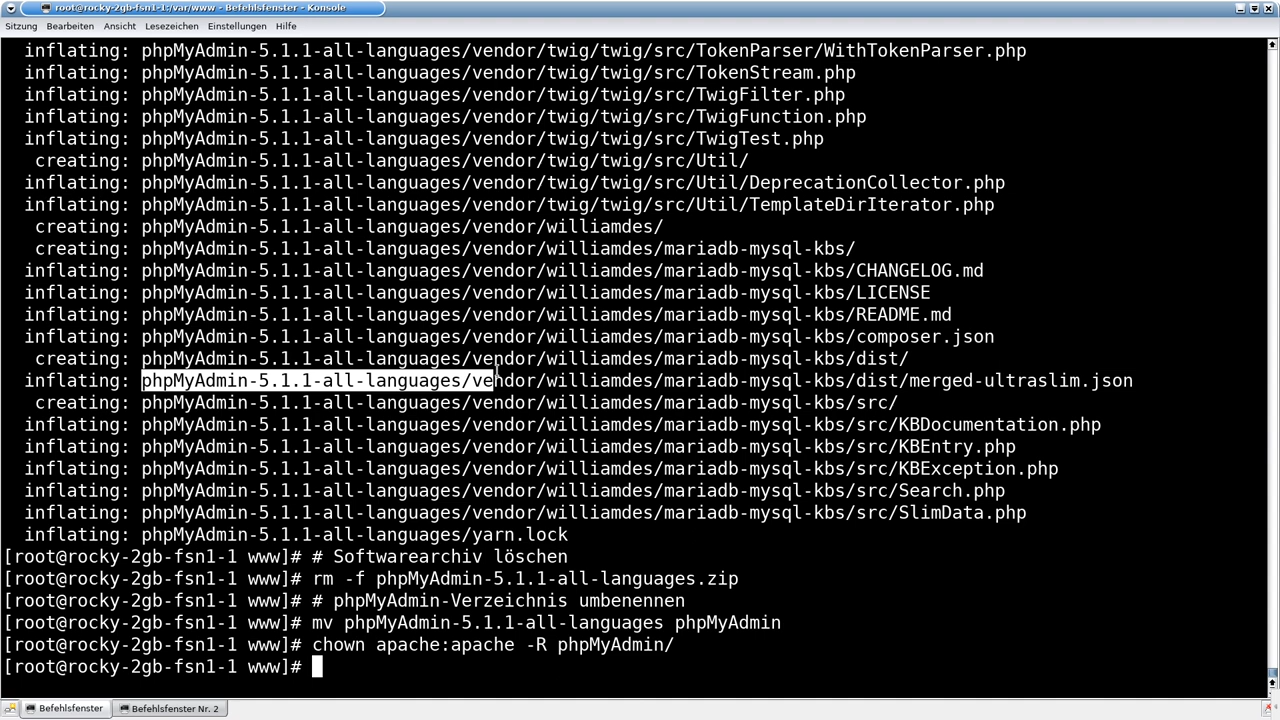 root@rocky-2gb-fsn1-1:/var/www - Befehlsfenster - Konsole
Sitzung Bearbeiten Ansicht Lesezeichen Einstellungen Hilfe
inflating: phpMyAdmin-5.1.1-all-languages/vendor/twig/twig/src/TokenParser/WithTokenParser.php
inflating: phpMyAdmin-5.1.1-all-languages/vendor/twig/twig/src/TokenStream.php
inflating: phpMyAdmin-5.1.1-all-languages/vendor/twig/twig/src/TwigFilter.php
inflating: phpMyAdmin-5.1.1-all-languages/vendor/twig/twig/src/TwigFunction.php
inflating: phpMyAdmin-5.1.1-all-languages/vendor/twig/twig/src/TwigTest.php
creating: phpMyAdmin-5.1.1-all-languages/vendor/twig/twig/src/Util/
inflating: phpMyAdmin-5.1.1-all-languages/vendor/twig/twig/src/Util/DeprecationCollector.php
inflating: phpMyAdmin-5.1.1-all-languages/vendor/twig/twig/src/Util/TemplateDirIterator.php
creating: phpMyAdmin-5.1.1-all-languages/vendor/williamdes/
creating: phpMyAdmin-5.1.1-all-languages/vendor/williamdes/mariadb-mysql-kbs/
inflating: phpMyAdmin-5.1.1-all-languages/vendor/williamdes/mariadb-mysql-kbs/CHANGELOG.md
inflating: phpMyAdmin-5.1.1-all-languages/vendor/williamdes/mariadb-mysql-kbs/LICENSE
inflating: phpMyAdmin-5.1.1-all-languages/vendor/williamdes/mariadb-mysql-kbs/README.md
inflating: phpMyAdmin-5.1.1-all-languages/vendor/williamdes/mariadb-mysql-kbs/composer.json
creating: phpMyAdmin-5.1.1-all-languages/vendor/williamdes/mariadb-mysql-kbs/dist/
inflating: phpMyAdmin-5.1.1-all-languages/vendor/williamdes/mariadb-mysql-kbs/dist/merged-ultraslim.json
creating: phpMyAdmin-5.1.1-all-languages/vendor/williamdes/mariadb-mysql-kbs/src/
inflating: phpMyAdmin-5.1.1-all-languages/vendor/williamdes/mariadb-mysql-kbs/src/KBDocumentation.php
inflating: phpMyAdmin-5.1.1-all-languages/vendor/williamdes/mariadb-mysql-kbs/src/KBEntry.php
inflating: phpMyAdmin-5.1.1-all-languages/vendor/williamdes/mariadb-mysql-kbs/src/KBException.php
inflating: phpMyAdmin-5.1.1-all-languages/vendor/williamdes/mariadb-mysql-kbs/src/Search.php
inflating: phpMyAdmin-5.1.1-all-languages/vendor/williamdes/mariadb-mysql-kbs/src/SlimData.php
inflating: phpMyAdmin-5.1.1-all-languages/yarn.lock
[root@rocky-2gb-fsn1-1 www]# # Softwarearchiv löschen
[root@rocky-2gb-fsn1-1 www]# rm -f phpMyAdmin-5.1.1-all-languages.zip
[root@rocky-2gb-fsn1-1 www]# # phpMyAdmin-Verzeichnis umbenennen
[root@rocky-2gb-fsn1-1 www]# mv phpMyAdmin-5.1.1-all-languages phpMyAdmin
[root@rocky-2gb-fsn1-1 www]# chown apache:apache -R phpMyAdmin/
[root@rocky-2gb-fsn1-1 www]#
Befehlsfenster Befehlsfenster Nr. 2